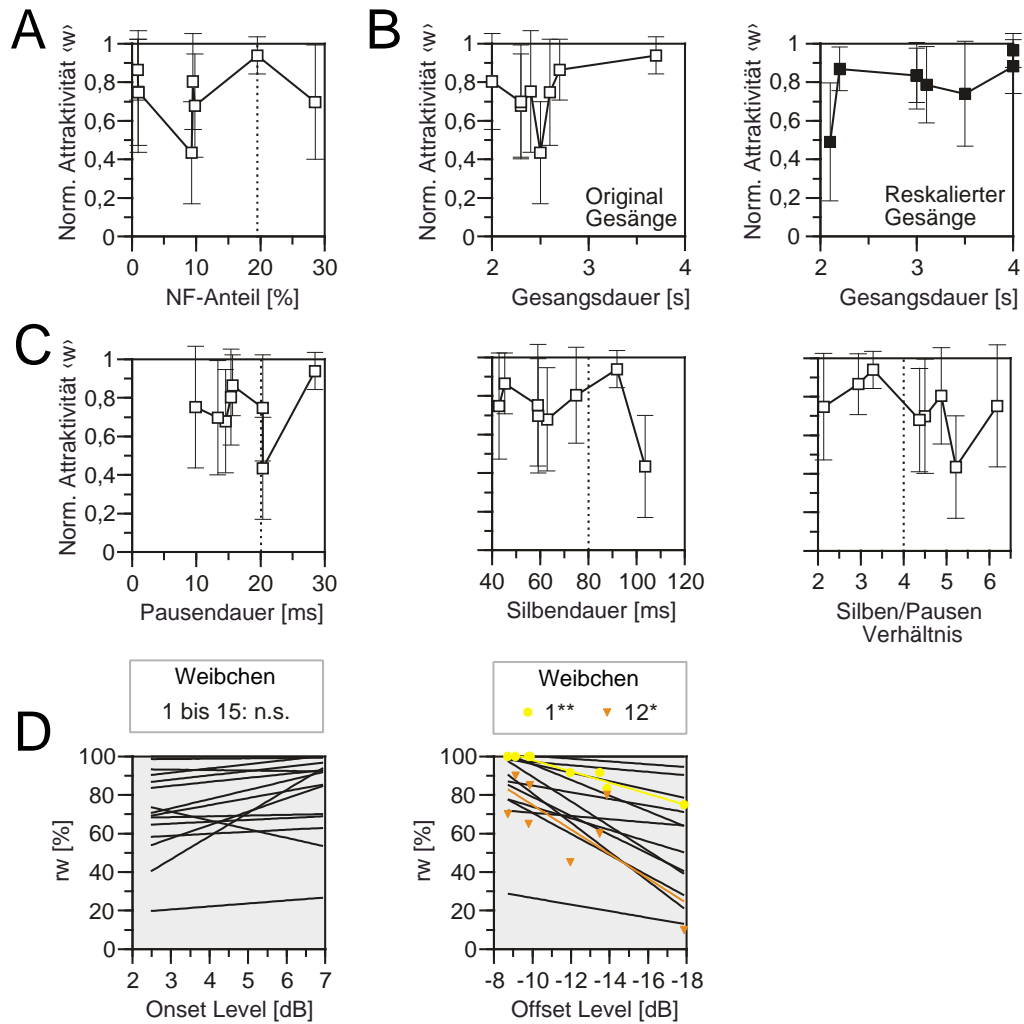 A
B
Norm. Attraktivität ‹w›
1
0,8
0,6
0,4
0,2
0
0 10 20 30
NF-Anteil [%]
Norm. Attraktivität ‹w›
1
0,8
0,6
0,4
0,2
0
Original
Gesänge
2 3 4
Gesangsdauer [s]
Norm. Attraktivität ‹w›
1
0,8
0,6
0,4
0,2
0
Reskalierter
Gesänge
2 3 4
Gesangsdauer [s]
C
Norm. Attraktivität ‹w›
1
0,8
0,6
0,4
0,2
0
0 10 20 30
Pausendauer [ms]
40 60 80 100 120
Silbendauer [ms]
2 3 4 5 6
Silben/Pausen
Verhältnis
D
Weibchen
1 bis 15: n.s.
rw [%]
100
80
60
40
20
0
2 3 4 5 6 7
Onset Level [dB]
Weibchen
1** 12*
rw [%]
100
80
60
40
20
0
-8 -10 -12 -14 -16 -18
Offset Level [dB]